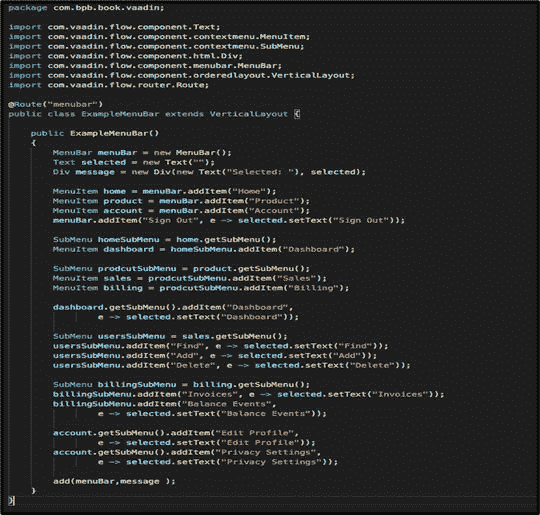 package com.bpb.book.vaadin;
import com.vaadin.flow.component.Text;
import com.vaadin.flow.component.contextmenu.MenuItem;
import com.vaadin.flow.component.contextmenu.SubMenu;
import com.vaadin.flow.component.html.Div;
import com.vaadin.flow.component.menubar.MenuBar;
import com.vaadin.flow.component.orderedlayout.VerticalLayout;
import com.vaadin.flow.router.Route;
@Route("menubar")
public class ExampleMenuBar extends VerticalLayout {
public ExampleMenuBar()
{
MenuBar menuBar = new MenuBar();
Text selected = new Text("");
Div message = new Div(new Text("Selected: "), selected);
MenuItem home = menuBar.addItem("Home");
MenuItem product = menuBar.addItem("Product");
MenuItem account = menuBar.addItem("Account");
menuBar.addItem("Sign Out", e -> selected.setText("Sign Out"));
SubMenu homeSubMenu = home.getSubMenu();
MenuItem dashboard = homeSubMenu.addItem("Dashboard");
SubMenu prodcutSubMenu = product.getSubMenu();
MenuItem sales = prodcutSubMenu.addItem("Sales");
MenuItem billing = prodcutSubMenu.addItem("Billing");
dashboard.getSubMenu().addItem("Dashboard",
e -> selected.setText("Dashboard"));
SubMenu usersSubMenu = sales.getSubMenu();
usersSubMenu.addItem("Find", e -> selected.setText("Find"));
usersSubMenu.addItem("Add", e -> selected.setText("Add"));
usersSubMenu.addItem("Delete", e -> selected.setText("Delete"));
SubMenu billingSubMenu = billing.getSubMenu();
billingSubMenu.addItem("Invoices", e -> selected.setText("Invoices"));
billingSubMenu.addItem("Balance Events",
e -> selected.setText("Balance Events"));
account.getSubMenu().addItem("Edit Profile",
e -> selected.setText("Edit Profile"));
account.getSubMenu().addItem("Privacy Settings",
e -> selected.setText("Privacy Settings"));
add(menuBar,message );
}
}